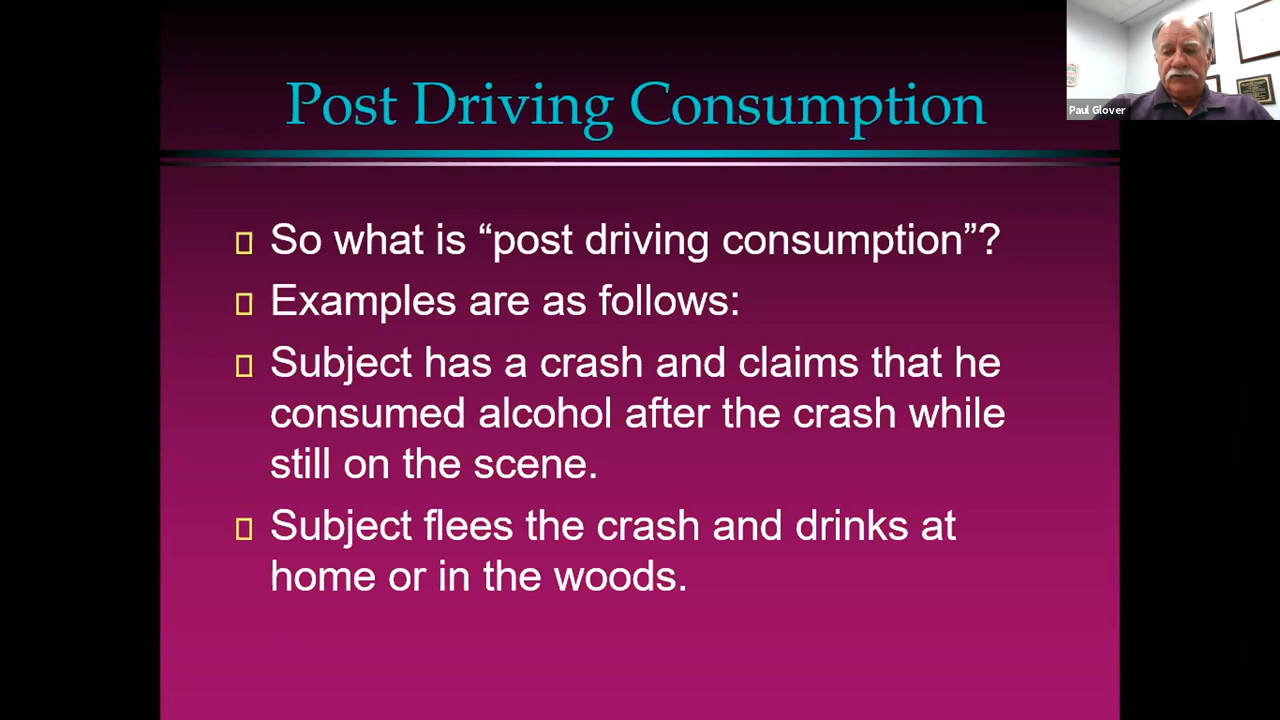 Post Driving Consumption
Paul Glover
So what is “post driving consumption”?
Examples are as follows:
Subject has a crash and claims that he
consumed alcohol after the crash while
still on the scene.
Subject flees the crash and drinks at
home or in the woods.